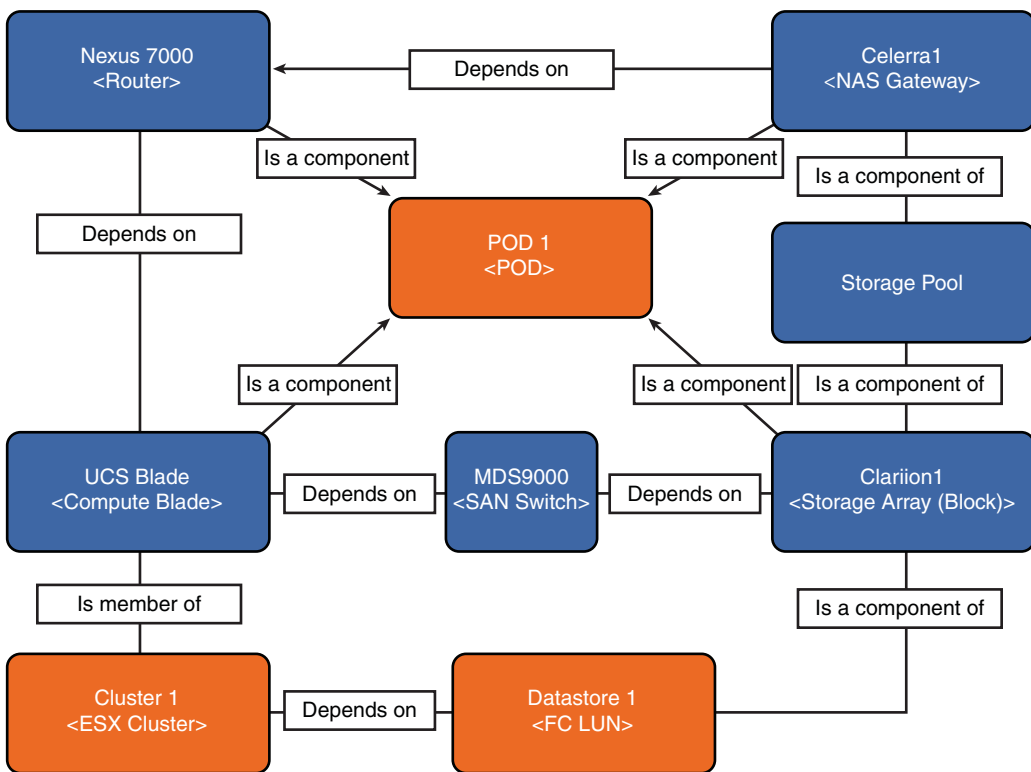 Nexus 7000
<Router>
Depends on
Celerra1
<NAS Gateway>
Is a component
Is a component
Is a component of
Depends on
POD 1
<POD>
Storage Pool
Is a component
Is a component
Is a component of
UCS Blade
<Compute Blade>
Depends on
MDS9000
<SAN Switch>
Depends on
Clariion1
<Storage Array (Block)>
Is member of
Is a component of
Cluster 1
<ESX Cluster>
Depends on
Datastore 1
<FC LUN>